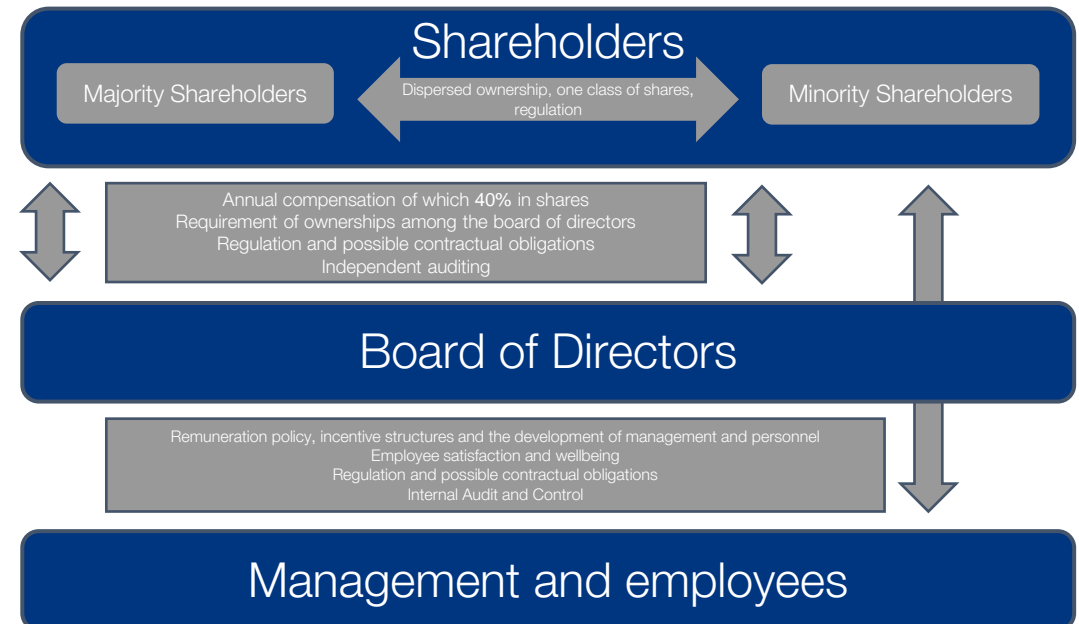 Shareholders
Majority Shareholders
Dispersed ownership, one class of shares,
regulation
Minority Shareholders
Annual compensation of which 40% in shares
Requirement of ownerships among the board of directors
Regulation and possible contractual obligations
Independent auditing
Board of Directors
Remuneration policy, incentive structures and the development of management and personnel
Employee satisfaction and wellbeing
Regulation and possible contractual obligations
Internal Audit and Control
Management and employees